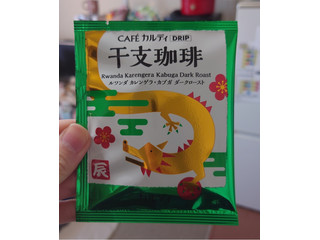 CAFÉ カルディ [DRIP]
干支珈琲
Rwanda Karengera Kabuga Dark Roast
ルワンダ カレンゲラ・カブガ ダークロースト
辰